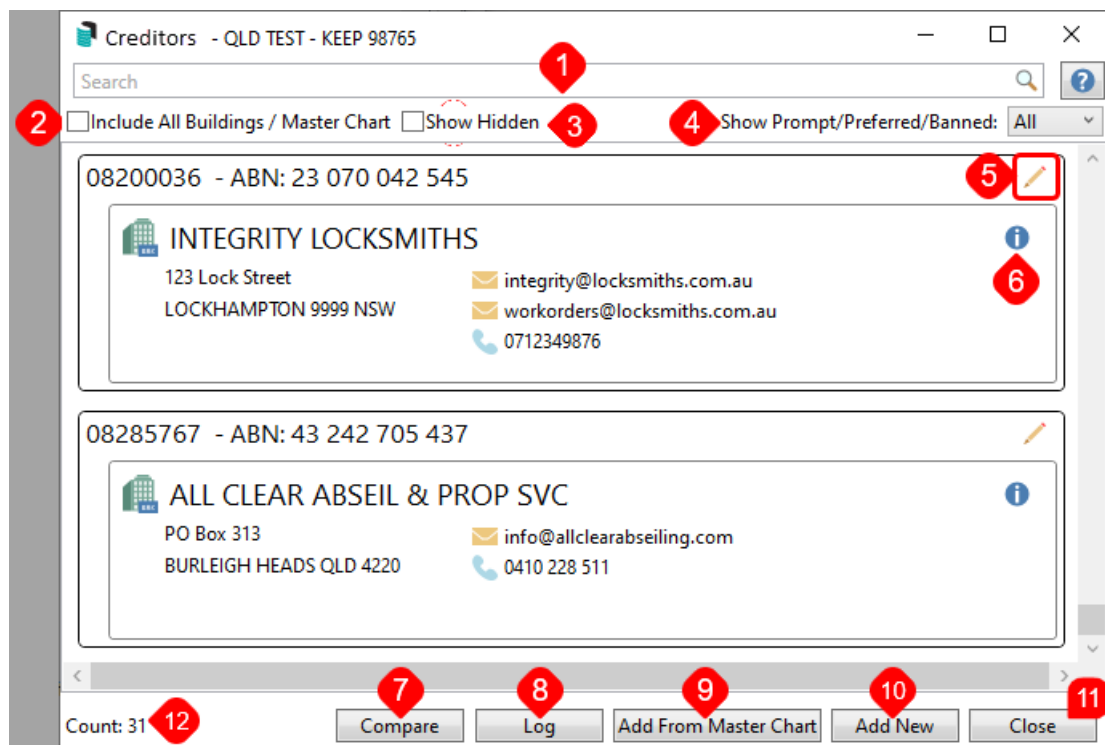 Creditors - QLD TEST - KEEP 98765
1
Search
?
2 Include All Buildings / Master Chart Show Hidden 3 4 Show Prompt/Preferred/Banned: All
08200036 - ABN: 23 070 042 545 5
INTEGRITY LOCKSMITHS i
123 Lock Street integrity@locksmiths.com.au 6
LOCKHAMPTON 9999 NSW workorders@locksmiths.com.au
0712349876
08285767 - ABN: 43 242 705 437
ALL CLEAR ABSEIL & PROP SVC i
PO Box 313 info@allclearabseiling.com
BURLEIGH HEADS QLD 4220 0410 228 511
7 8 9 10 11
Count: 31 12 Compare Log Add From Master Chart Add New Close